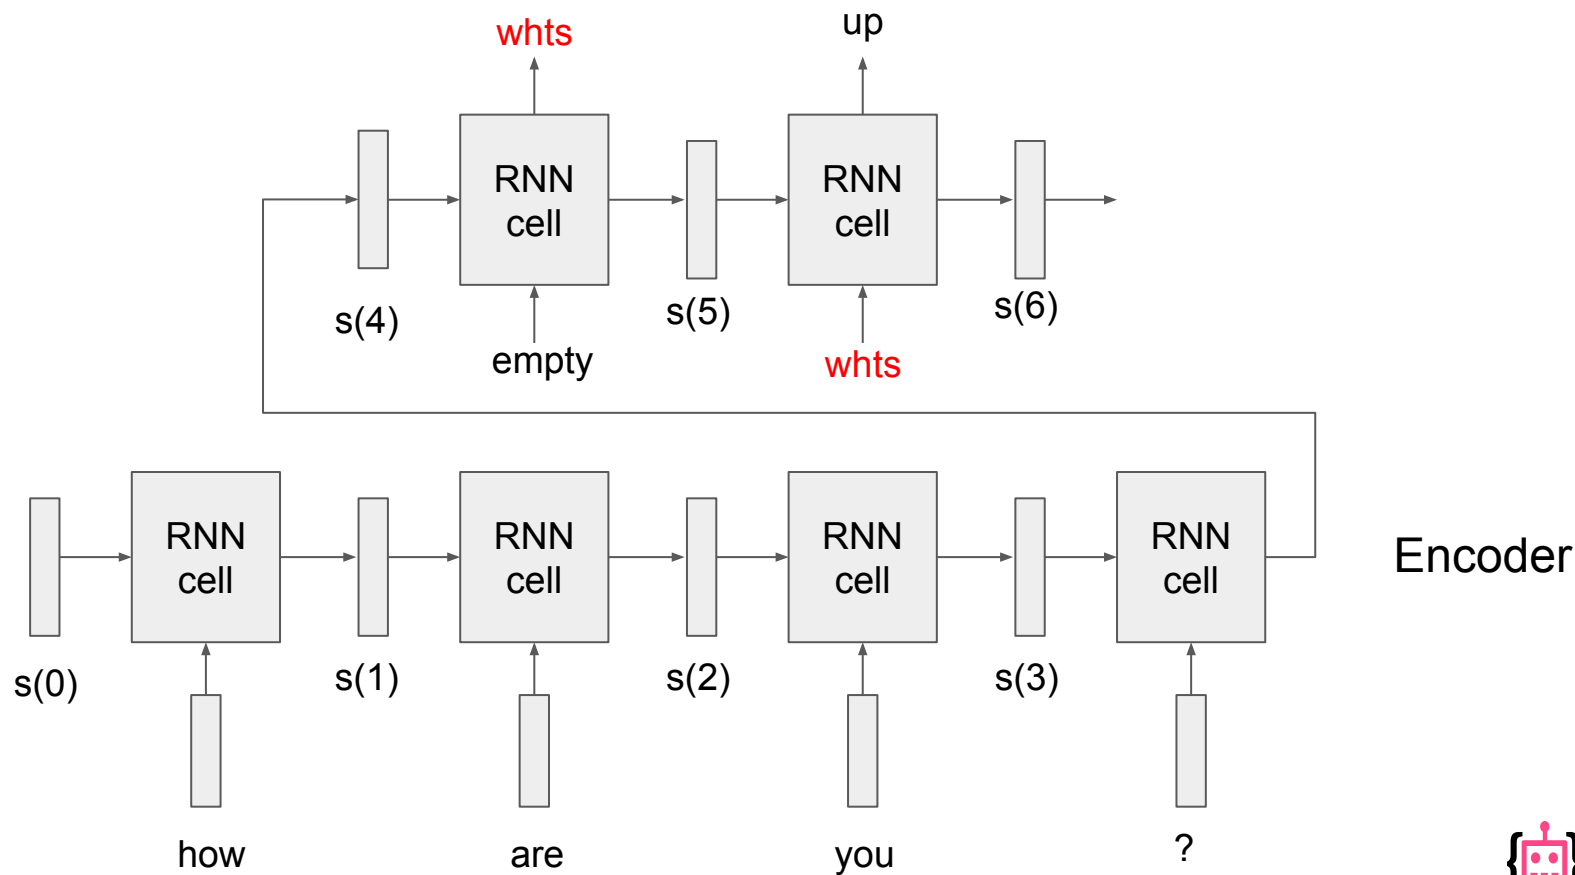 whts
up
RNN
cell
RNN
cell
s(4)
s(5)
s(6)
empty
whts
RNN
cell
RNN
cell
RNN
cell
RNN
cell
Encoder
s(0)
s(1)
s(2)
s(3)
how
are
you
?